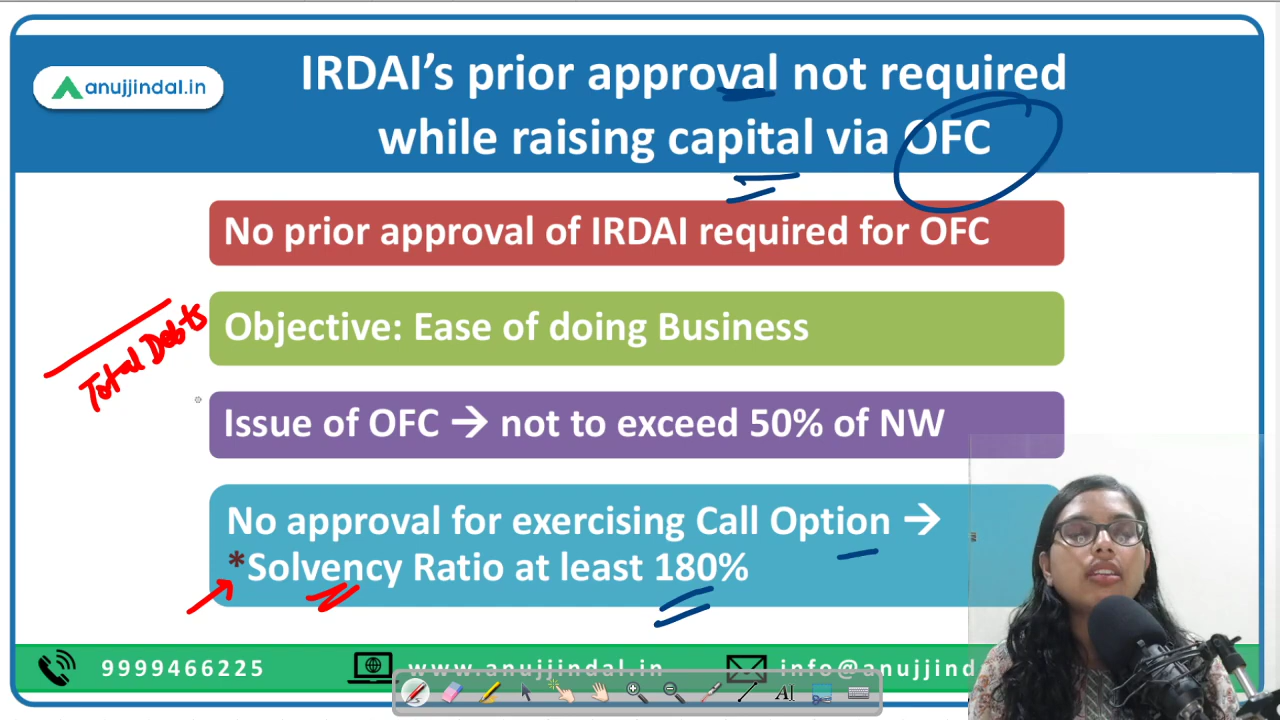 anujjindal.in
IRDAI’s prior approval not required
while raising capital via OFC
No prior approval of IRDAI required for OFC
Total Debts
Objective: Ease of doing Business
Issue of OFC → not to exceed 50% of NW
No approval for exercising Call Option →
*Solvency Ratio at least 180%
9999466225
www.anujjindal.in
info@anujjind